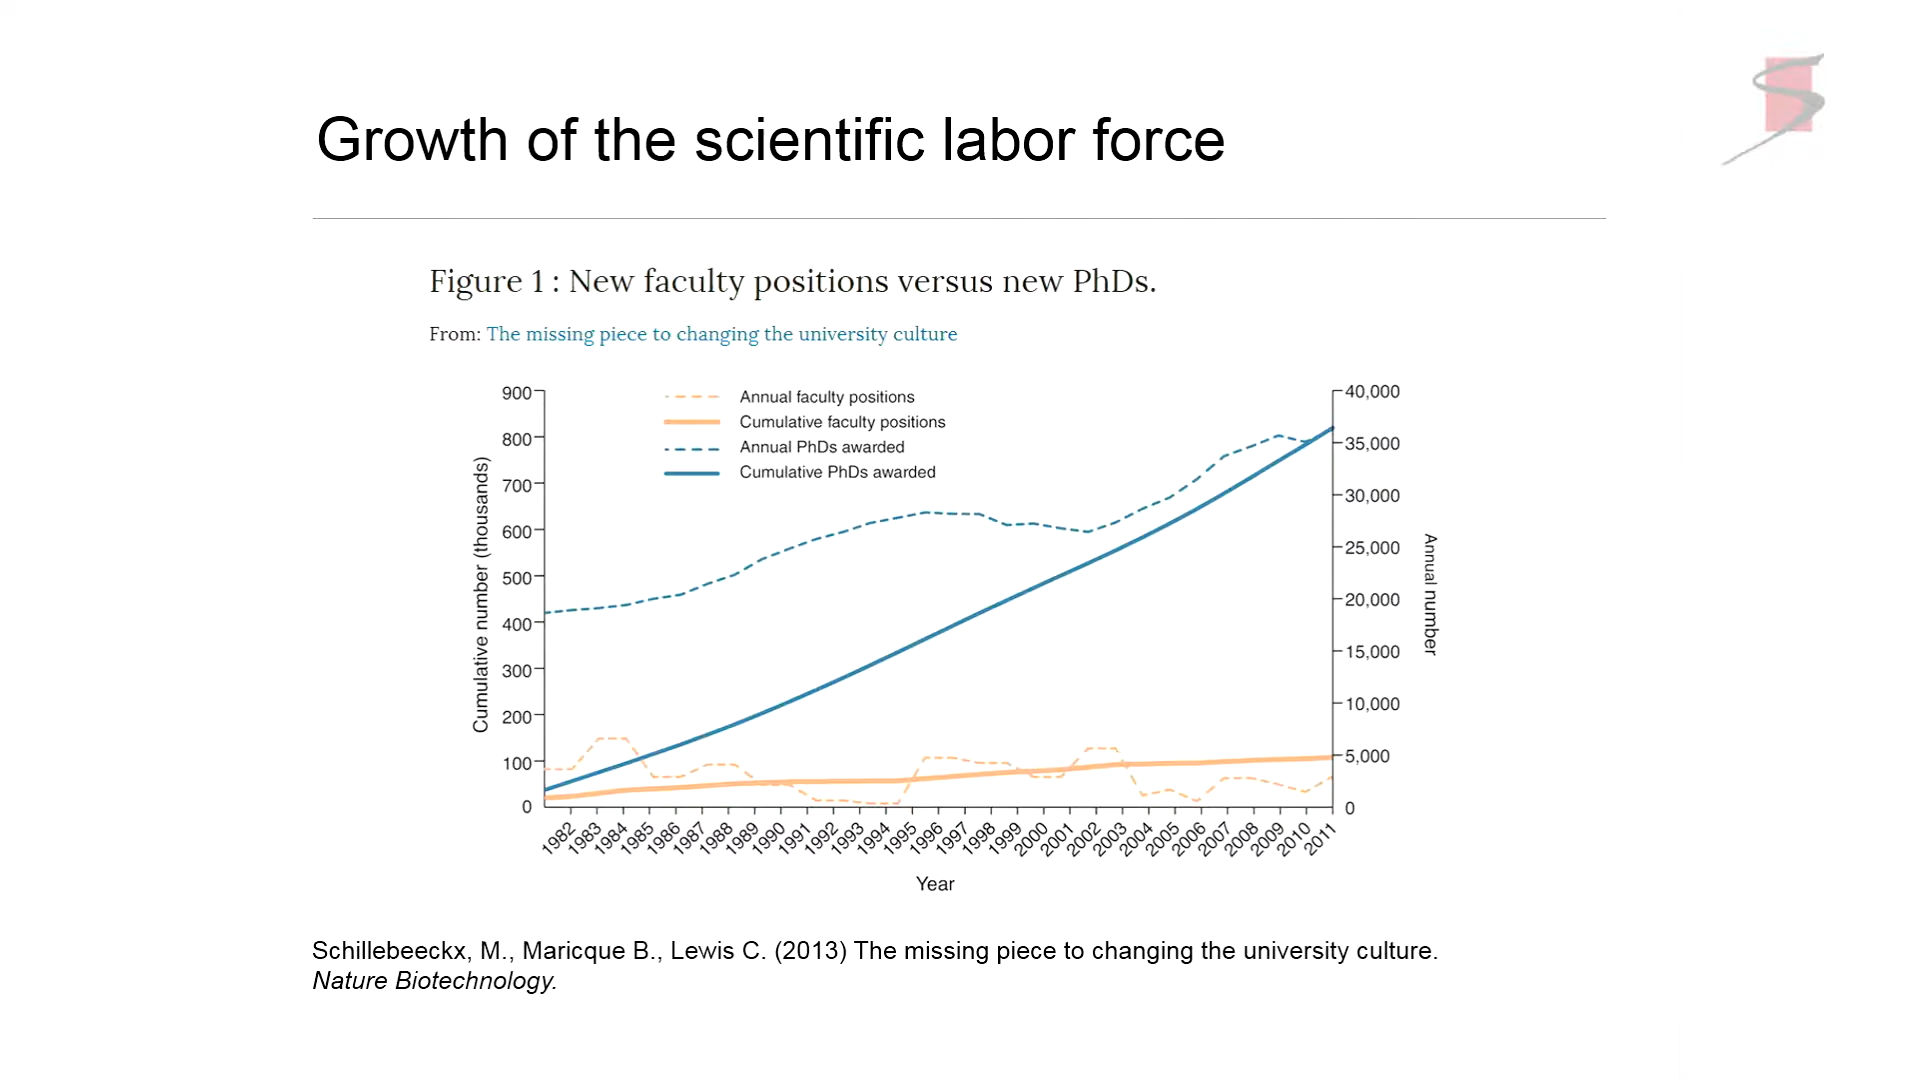 Growth of the scientific labor force
Figure 1 : New faculty positions versus new PhDs.
From: The missing piece to changing the university culture
Annual faculty positions
Cumulative faculty positions
Annual PhDs awarded
Cumulative PhDs awarded
Cumulative number (thousands)
900
800
700
600
500
400
300
200
100
0
40,000
35,000
30,000
25,000
20,000
15,000
10,000
5,000
0
Annual number
1982 1983 1984 1985 1986 1987 1988 1989 1990 1991 1992 1993 1994 1995 1996 1997 1998 1999 2000 2001 2002 2003 2004 2005 2006 2007 2008 2009 2010 2011
Year
Schillebeeckx, M., Maricque B., Lewis C. (2013) The missing piece to changing the university culture.
Nature Biotechnology.